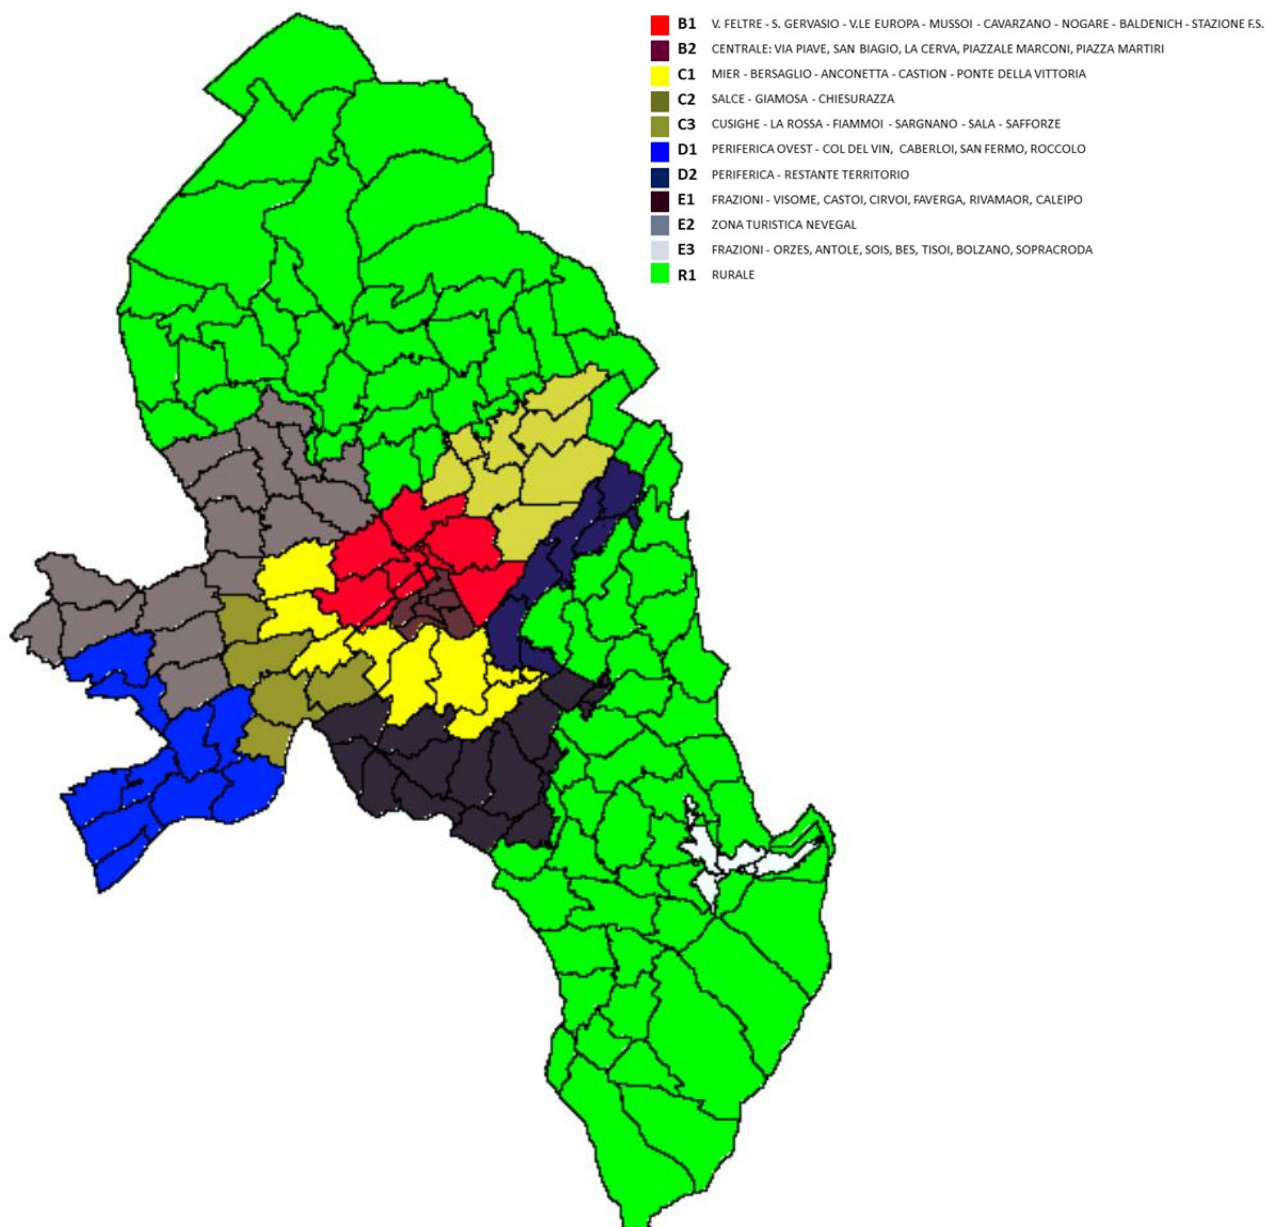 B1 V. FELTRE - S. GERVASIO - V.LE EUROPA - MUSSOI - CAVARZANO - NOGARE - BALDENICH - STAZIONE F.S.
B2 CENTRALE: VIA PIAVE, SAN BIAGIO, LA CERVA, PIAZZALE MARCONI, PIAZZA MARTIRI
C1 MIER - BERSAGLIO - ANCONETTA - CASTION - PONTE DELLA VITTORIA
C2 SALCE - GIAMOSA - CHIESURAZZA
C3 CUSIGHE - LA ROSSA - FIAMMOI - SARGNANO - SALA - SAFFORZE
D1 PERIFERICA OVEST - COL DEL VIN, CABERLOI, SAN FERMO, ROCCOLO
D2 PERIFERICA - RESTANTE TERRITORIO
E1 FRAZIONI - VISOME, CASTOI, CIRVOI, FAVERGA, RIVAMAOR, CALEIPO
E2 ZONA TURISTICA NEVEGAL
E3 FRAZIONI - ORZES, ANTOLE, SOIS, BES, TISOI, BOLZANO, SOPRACRODA
R1 RURALE